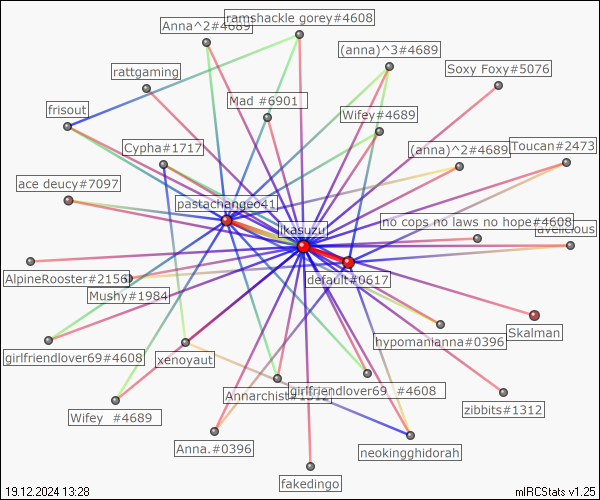 Anna^2#4689
ramshackle gorey#4608
(anna)^3#4689
rattgaming
Soxy Foxy#5076
Mad #6901
frisout
Wifey#4689
Cypha#1717
(anna)^2#4689
Toucan#2473
ace deucy#7097
pastachange041
ikasuzu
no cops no laws no hope#4608
avelicious
AlpineRooster#2156
default#0617
Mushy#1984
Skalman
girlfriendlover69#4608
xenoyaut
hypomanianna#0396
Annarchist#1312
girlfriendlover69 #4608
Wifey #4689
zibbits#1312
Anna.#0396
neokingghidorah
fakedingo
19.12.2024 13:28
mIRCStats v1.25